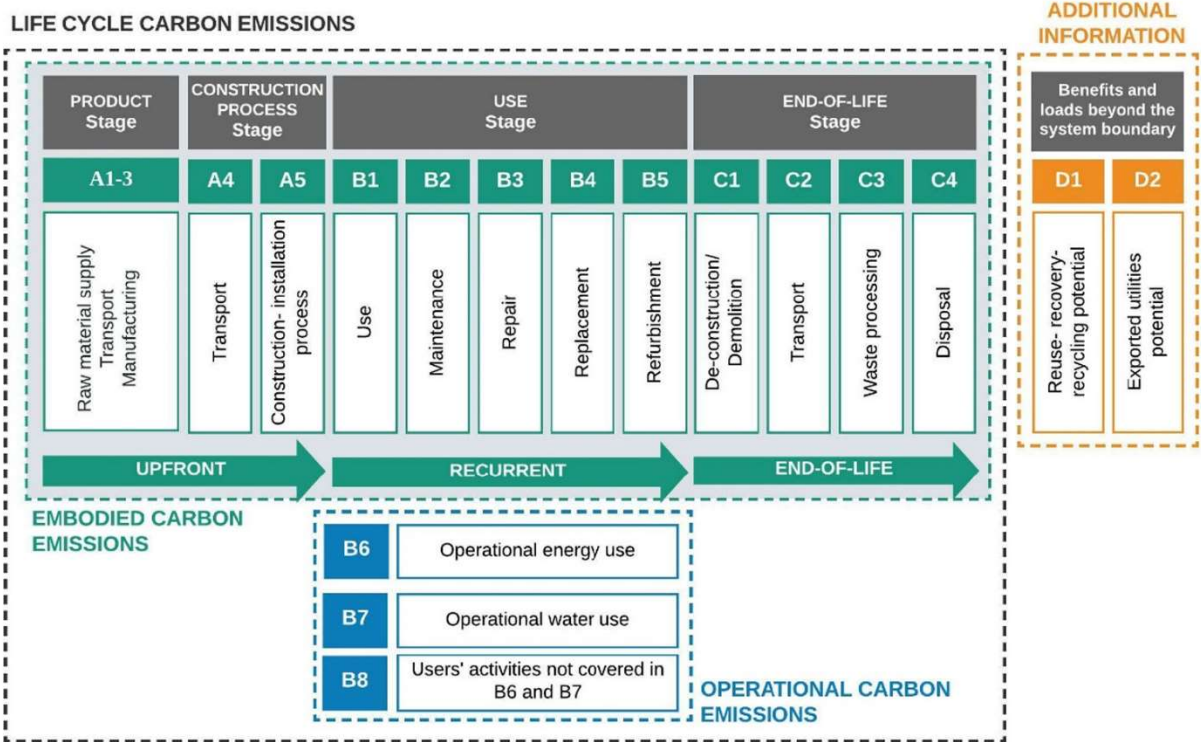 LIFE CYCLE CARBON EMISSIONS
ADDITIONAL
INFORMATION
PRODUCT
Stage
CONSTRUCTION
PROCESS
Stage
USE
Stage
END-OF-LIFE
Stage
Benefits and
loads beyond the
system boundary
A1-3
A4
A5
B1
B2
B3
B4
B5
C1
C2
C3
C4
D1
D2
Raw material supply
Transport
Manufacturing
Transport
Construction- installation
process
Use
Maintenance
Repair
Replacement
Refurbishment
De-construction/
Demolition
Transport
Waste processing
Disposal
Reuse- recovery-
recycling potential
Exported utilities
potential
UPFRONT
RECURRENT
END-OF-LIFE
EMBODIED CARBON
EMISSIONS
B6
Operational energy use
B7
Operational water use
B8
Users' activities not covered in
B6 and B7
OPERATIONAL CARBON
EMISSIONS